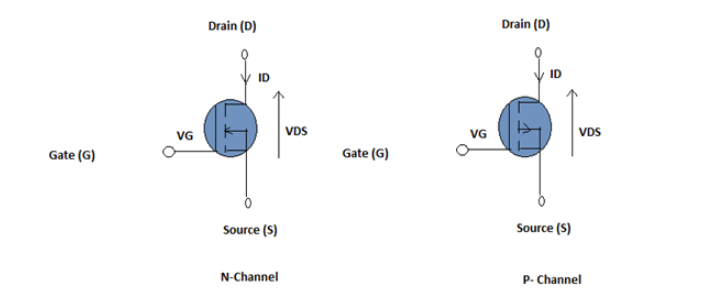 Drain (D)
ID
VG
VDS
Gate (G)
Source (S)
N-Channel
Drain (D)
ID
VG
VDS
Gate (G)
Source (S)
P- Channel